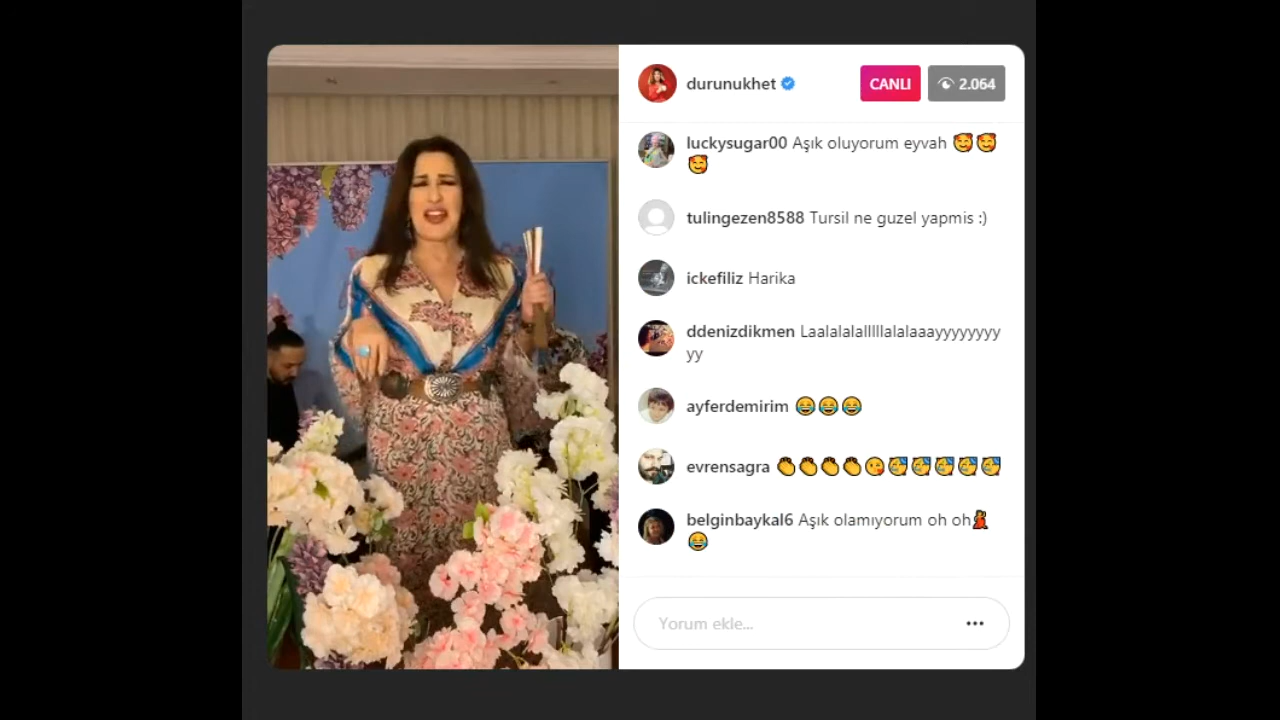 durunukhet
CANLI
2.064
luckysugar00 Aşık oluyorum eyvah 🥰🥰
🥰
tulingezen8588 Tursil ne guzel yapmis :)
ickefiliz Harika
ddenizdikmen Laalalalalllllalalaaayyyyyyyy
yy
ayferdemirim 😂😂😂
evrensagra 👏👏👏👏😘🥳🥳🥳🥳🥳
belginbaykal6 Aşık olamıyorum oh oh💃
😂
Yorum ekle...